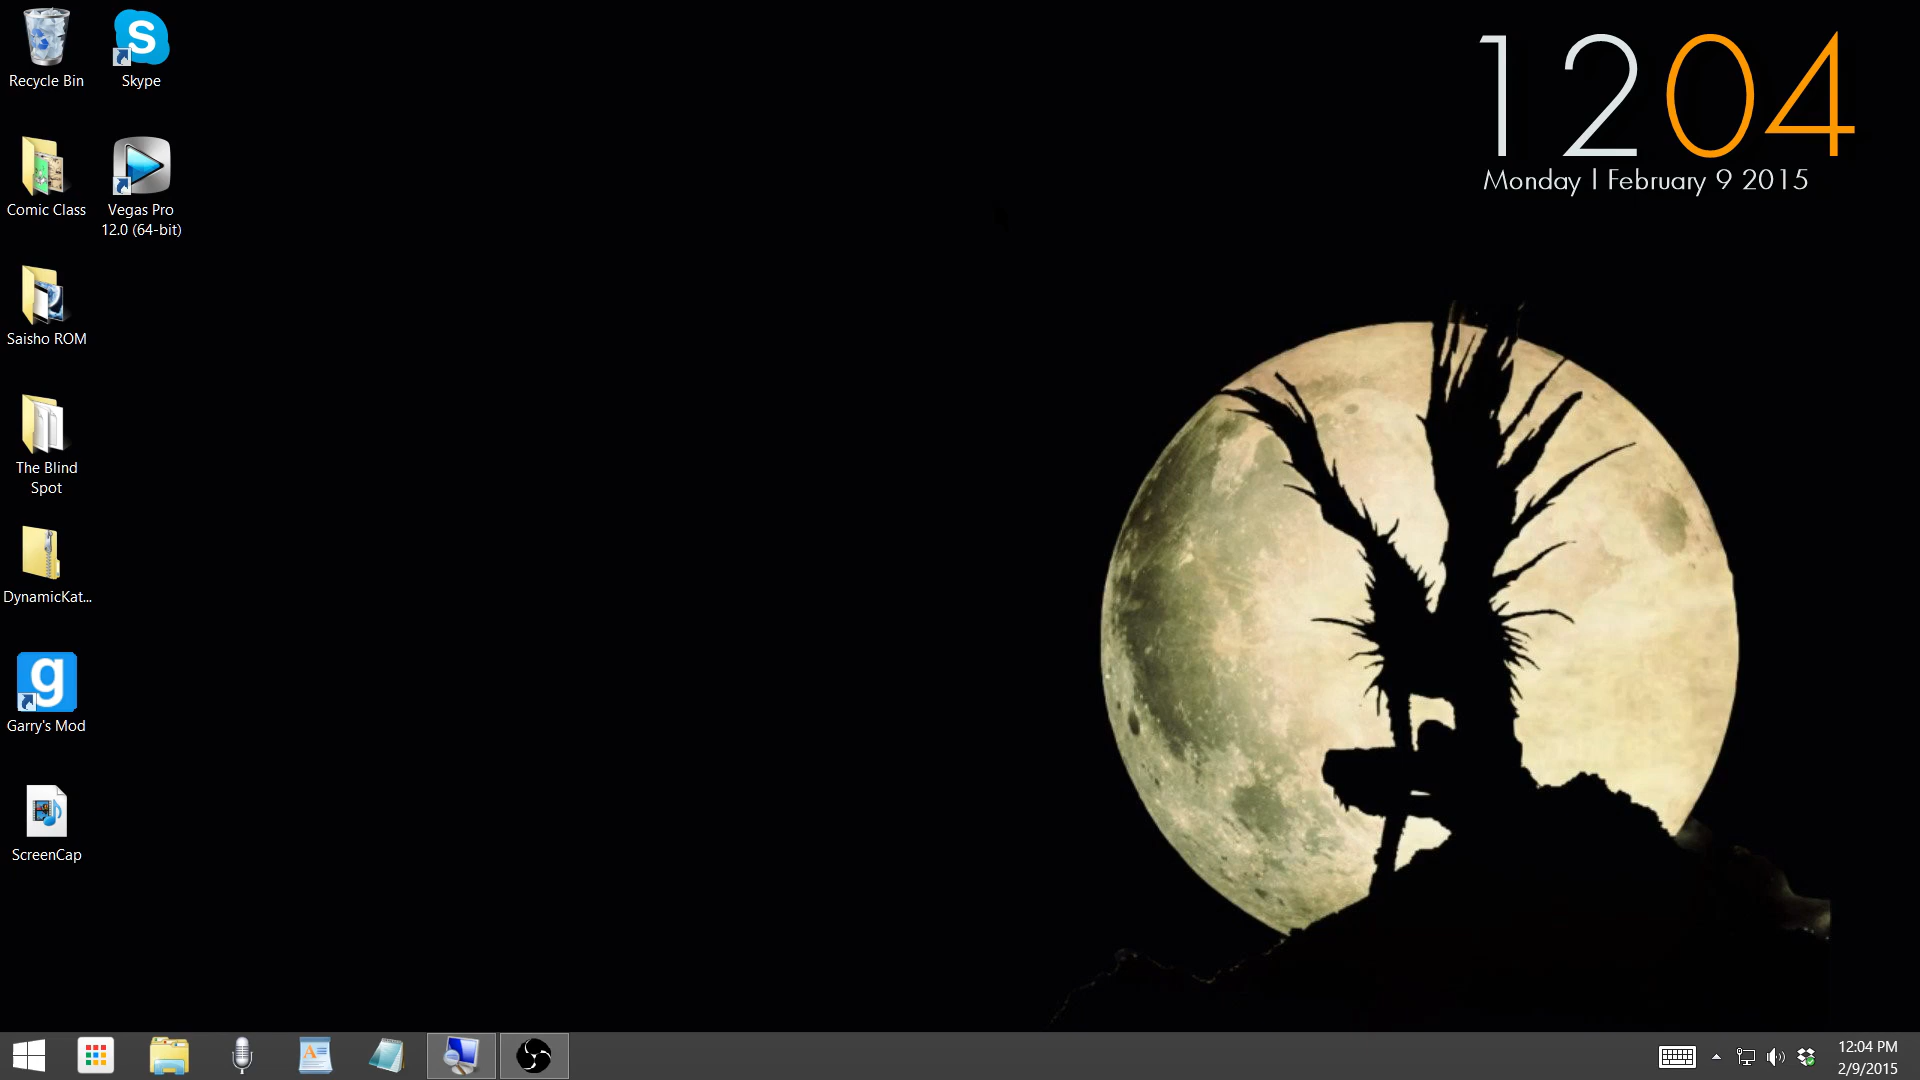 Recycle Bin
Skype
Comic Class
Vegas Pro
12.0 (64-bit)
Saisho ROM
The Blind
Spot
DynamicKat...
Garry's Mod
ScreenCap
1204
Monday | February 9 2015
12:04 PM
2/9/2015